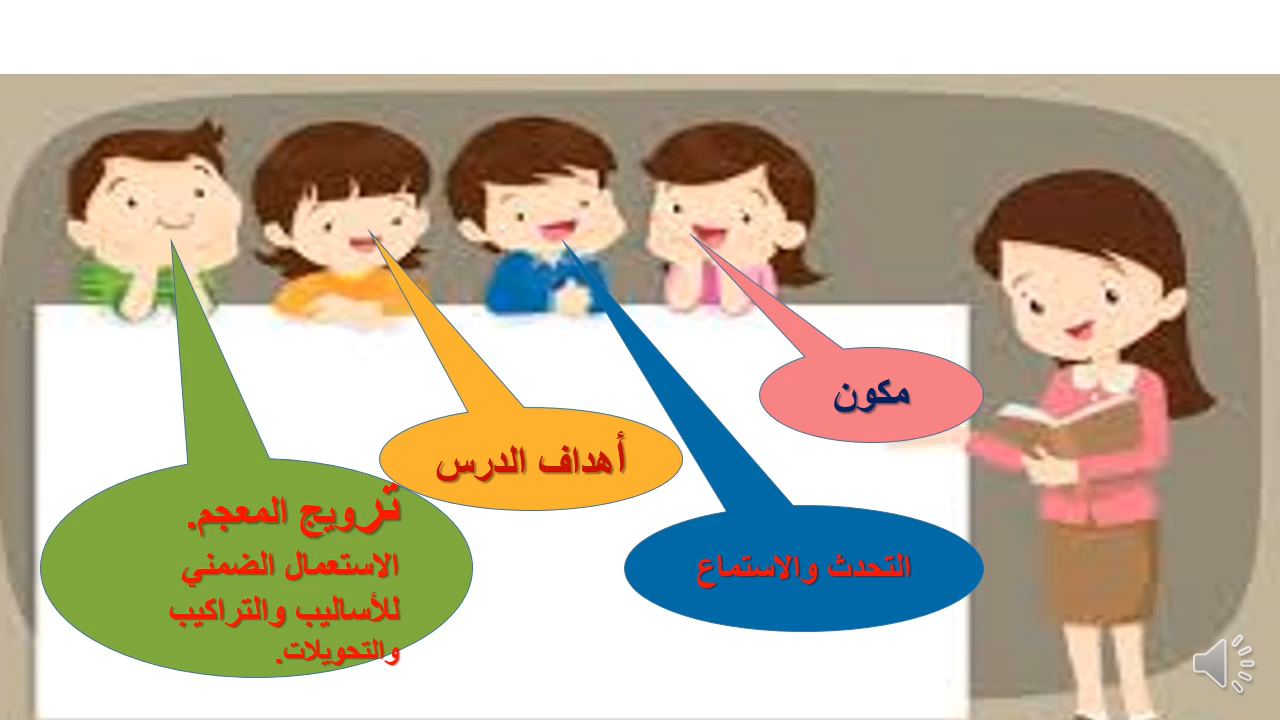 مكون
التحدث والاستماع
أهداف الدرس
ترويج المعجم.
الاستعمال الضمني
للأساليب والتراكيب
والتحويلات.